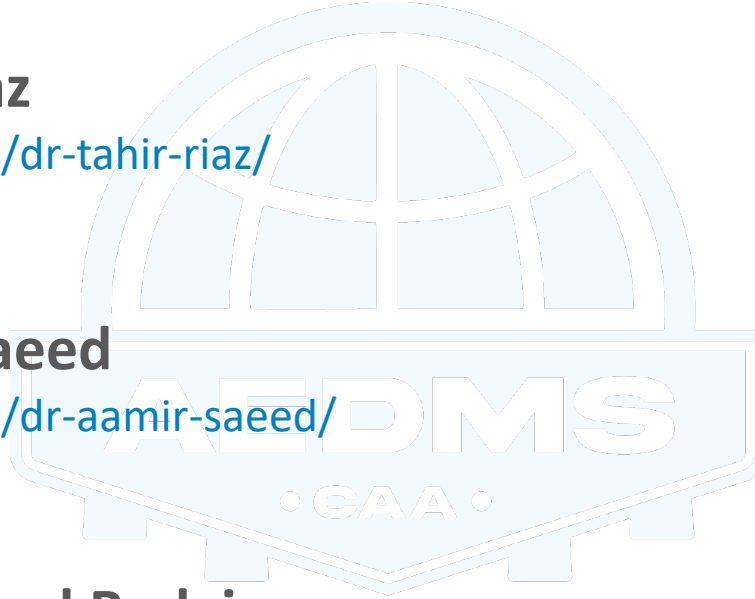 az
/dr-tahir-riaz/
aeed
/dr-aamir-saeed/
AEDMS
• CAA •